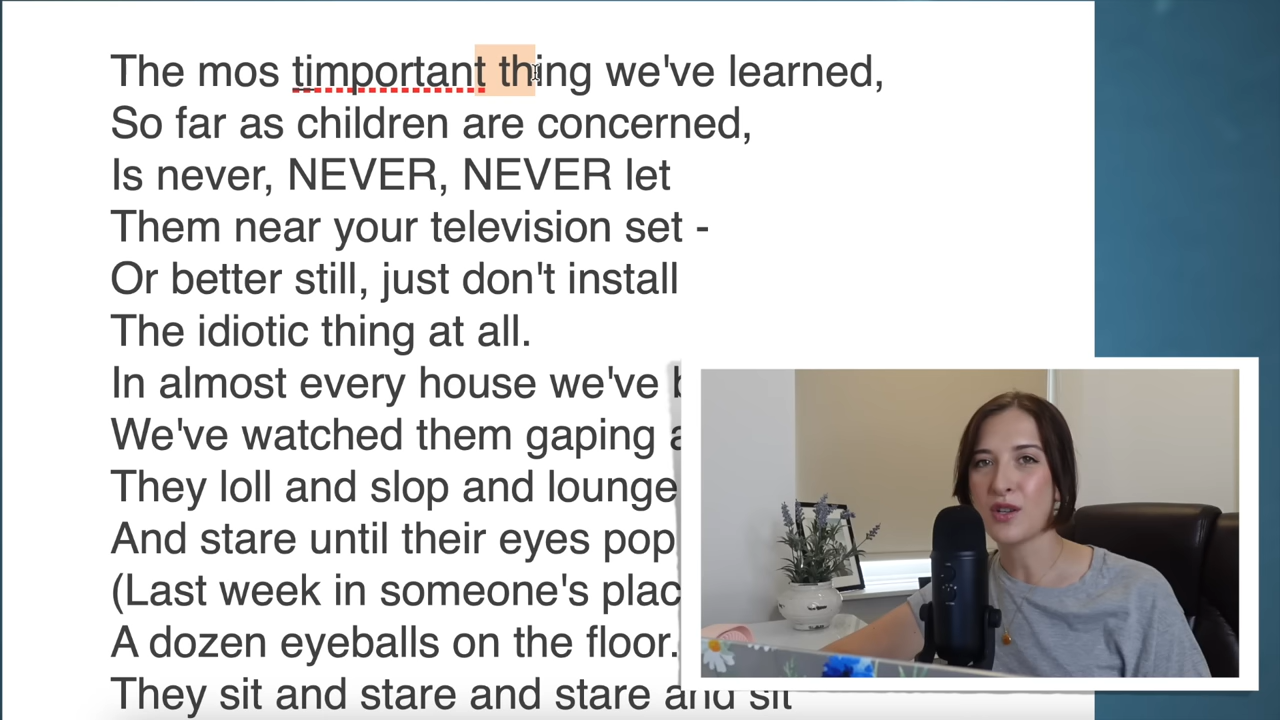 The mos timportant thing we've learned,
So far as children are concerned,
Is never, NEVER, NEVER let
Them near your television set -
Or better still, just don't install
The idiotic thing at all.
In almost every house we've
We've watched them gaping
They loll and slop and lounge
And stare until their eyes pop
(Last week in someone's plac
A dozen eyeballs on the floor.
They sit and stare and stare and sit